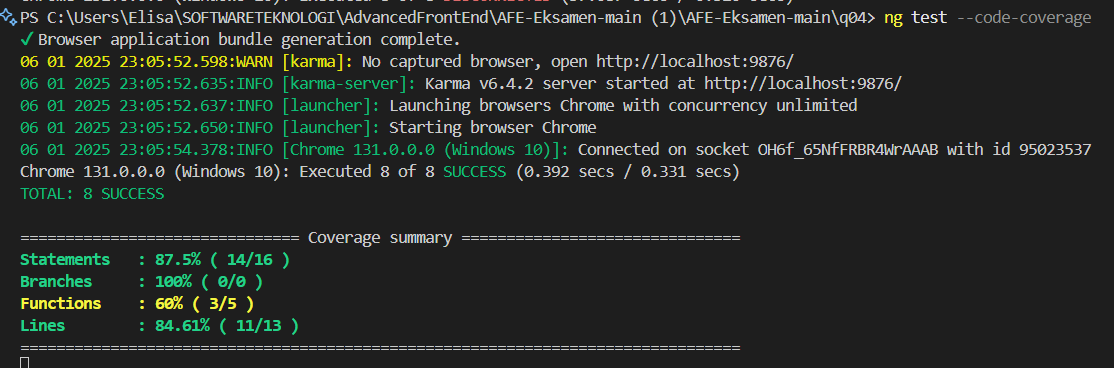 PS C:\Users\Elisa\SOFTWARETEKNOLOGI\AdvancedFrontEnd\AFE-Eksamen-main (1)\AFE-Eksamen-main\q04> ng test --code-coverage
✓ Browser application bundle generation complete.
06 01 2025 23:05:52.598:WARN [karma]: No captured browser, open http://localhost:9876/
06 01 2025 23:05:52.635:INFO [karma-server]: Karma v6.4.2 server started at http://localhost:9876/
06 01 2025 23:05:52.637:INFO [launcher]: Launching browsers Chrome with concurrency unlimited
06 01 2025 23:05:52.650:INFO [launcher]: Starting browser Chrome
06 01 2025 23:05:54.378:INFO [Chrome 131.0.0.0 (Windows 10)]: Connected on socket OH6f_65NfFRBR4WrAAAB with id 95023537
Chrome 131.0.0.0 (Windows 10): Executed 8 of 8 SUCCESS (0.392 secs / 0.331 secs)
TOTAL: 8 SUCCESS
=============================== Coverage summary ===============================
Statements   : 87.5% ( 14/16 )
Branches     : 100% ( 0/0 )
Functions    : 60% ( 3/5 )
Lines        : 84.61% ( 11/13 )
================================================================================